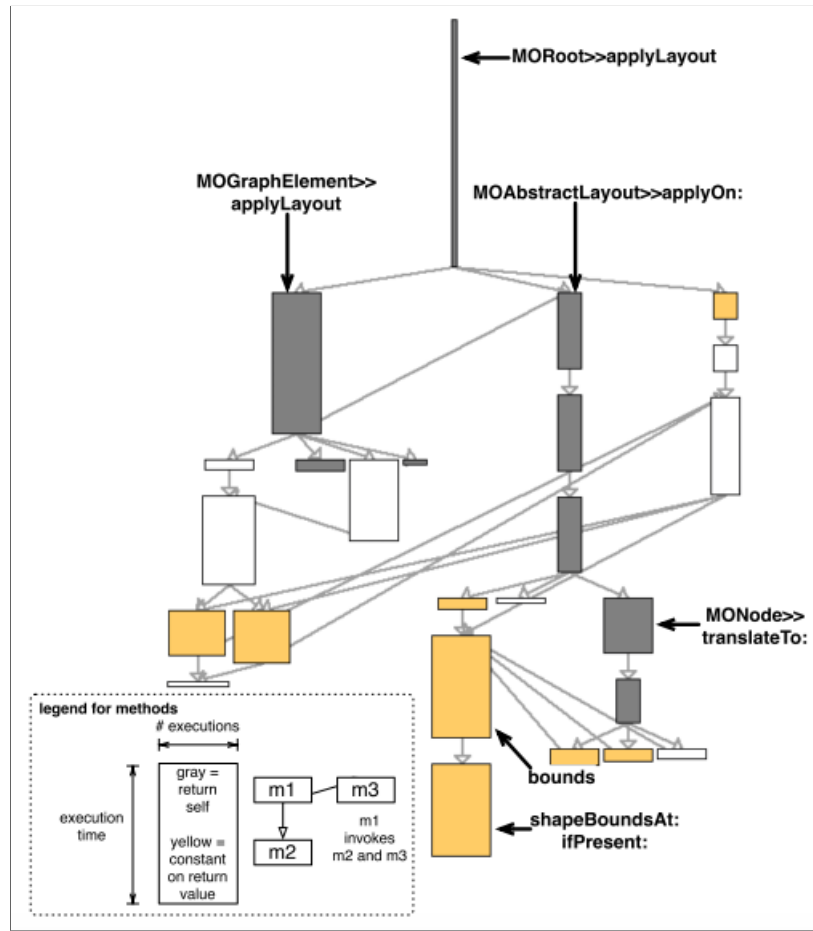 MORoot>>applyLayout
MOGraphElement>>
applyLayout
MOAbstractLayout>>applyOn:
MONode>>
translateTo:
bounds
shapeBoundsAt:
ifPresent:
legend for methods
# executions
execution
time
gray =
return
self
yellow =
constant
on return
value
m1
m3
m2
m1
invokes
m2 and m3